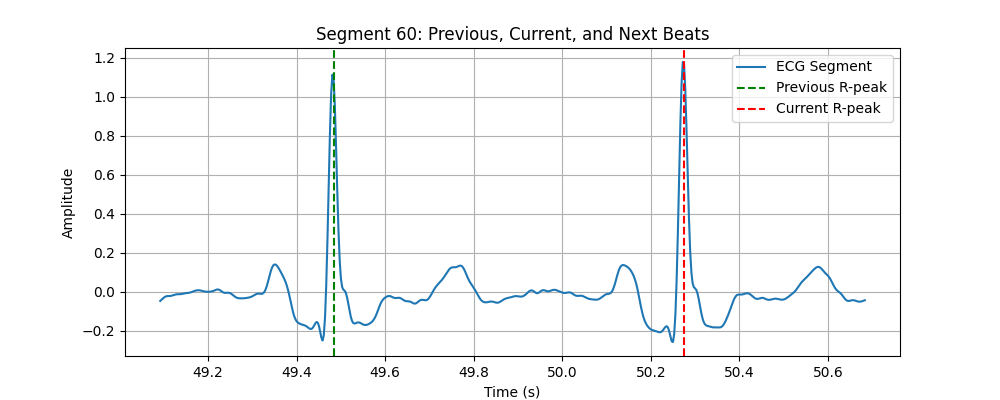 Segment 60: Previous, Current, and Next Beats
ECG Segment
Previous R-peak
Current R-peak
Amplitude
1.2
1.0
0.8
0.6
0.4
0.2
0.0
−0.2
49.2 49.4 49.6 49.8 50.0 50.2 50.4 50.6
Time (s)